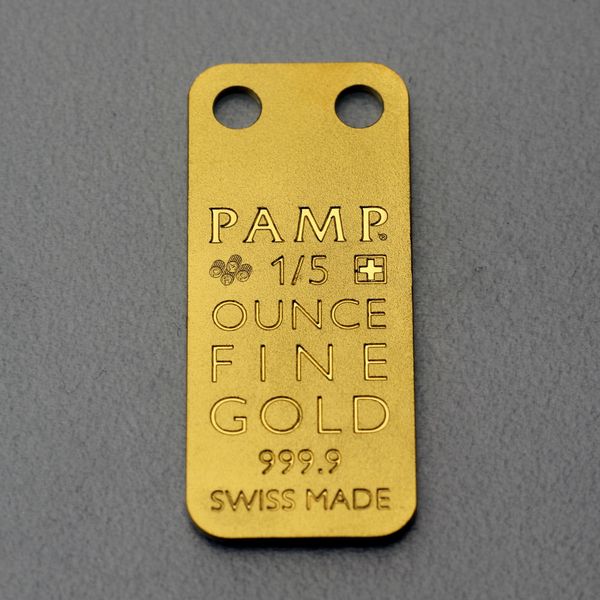 PAMP
1/5
OUNCE
FINE
GOLD
999.9
SWISS MADE